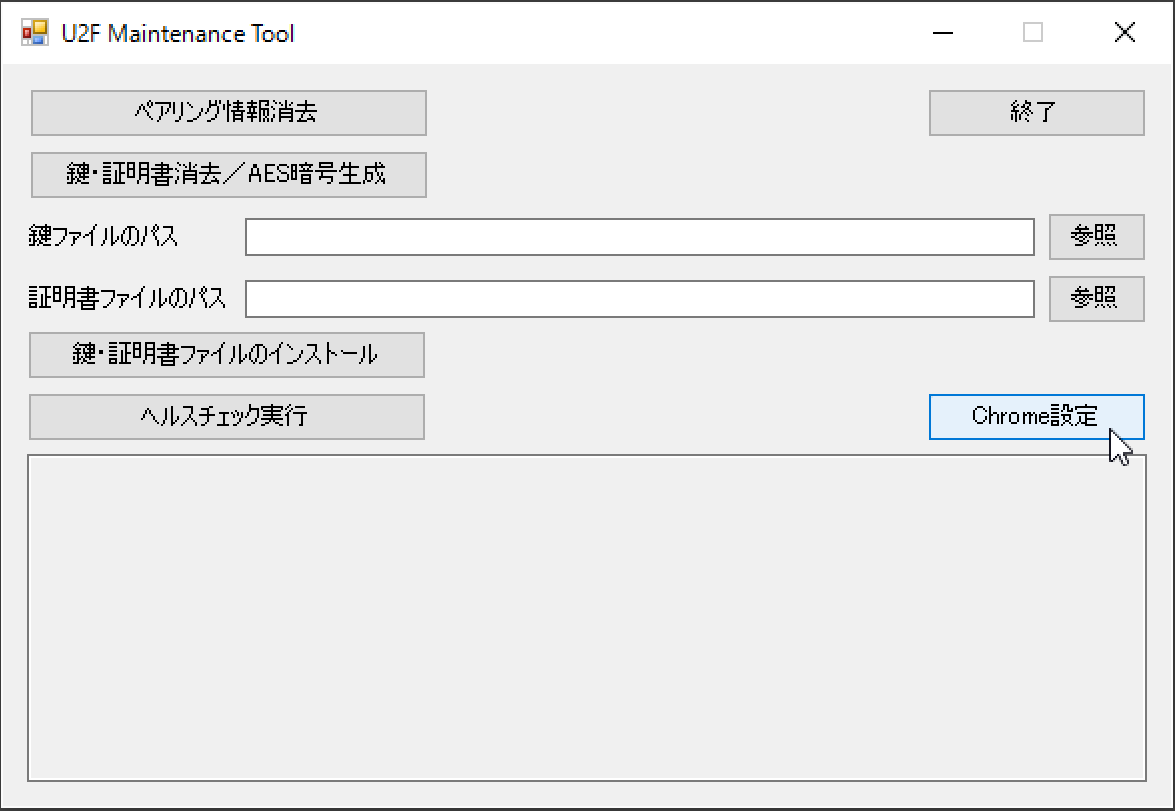 U2F Maintenance Tool
ペアリング情報消去
終了
鍵・証明書消去／AES暗号生成
鍵ファイルのパス
参照
証明書ファイルのパス
参照
鍵・証明書ファイルのインストール
ヘルスチェック実行
Chrome設定